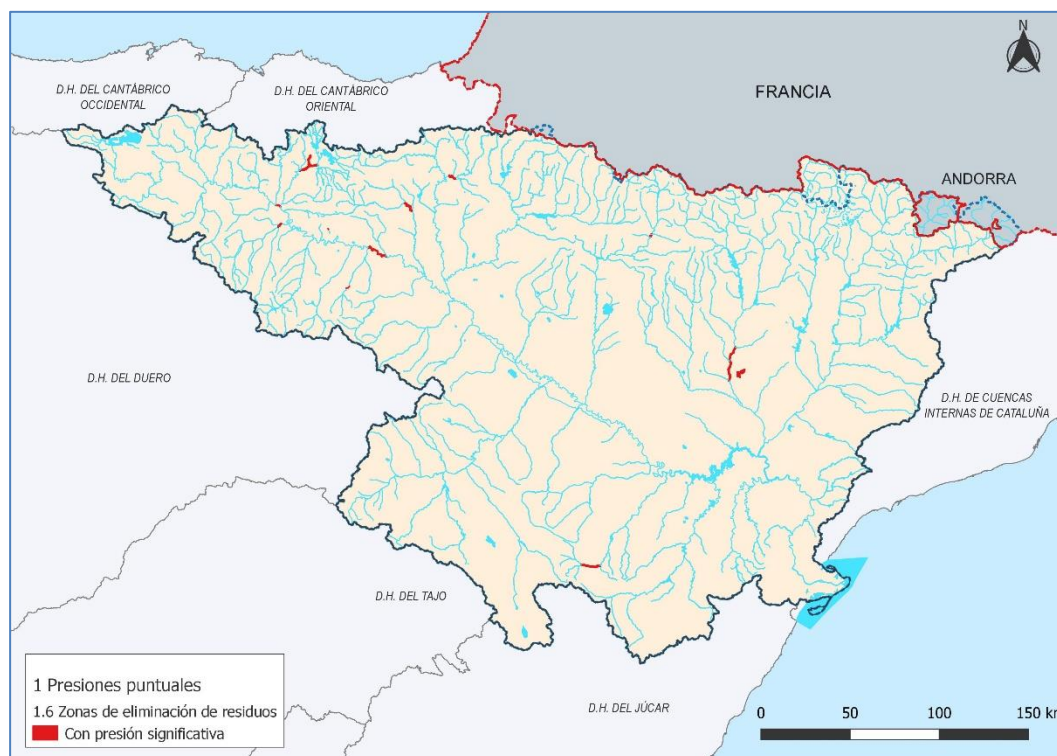 N
D.H. DEL CANTÁBRICO
OCCIDENTAL
D.H. DEL CANTÁBRICO
ORIENTAL
FRANCIA
ANDORRA
D.H. DEL DUERO
D.H. DE CUENCAS
INTERNAS DE CATALUÑA
D.H. DEL TAJO
D.H. DEL JÚCAR
1 Presiones puntuales
1.6 Zonas de eliminación de residuos
Con presión significativa
0 50 100 150 km